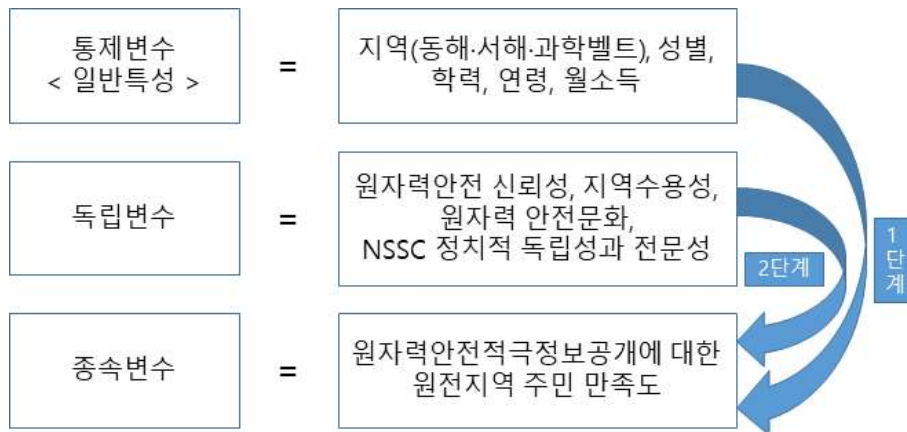 통제변수
< 일반특성 >
=
지역(동해·서해·과학벨트), 성별,
학력, 연령, 월소득
독립변수
=
원자력안전 신뢰성, 지역수용성,
원자력 안전문화,
NSSC 정치적 독립성과 전문성
2단계
1
단
계
종속변수
=
원자력안전적극정보공개에 대한
원전지역 주민 만족도